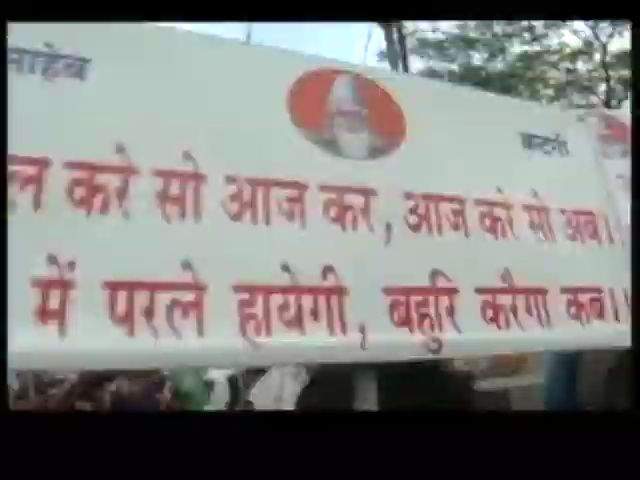 साहेब
ल करे सो आज कर, आज करे सो अब।।
में परले हायेगी, बहुरि करैगा कब।।